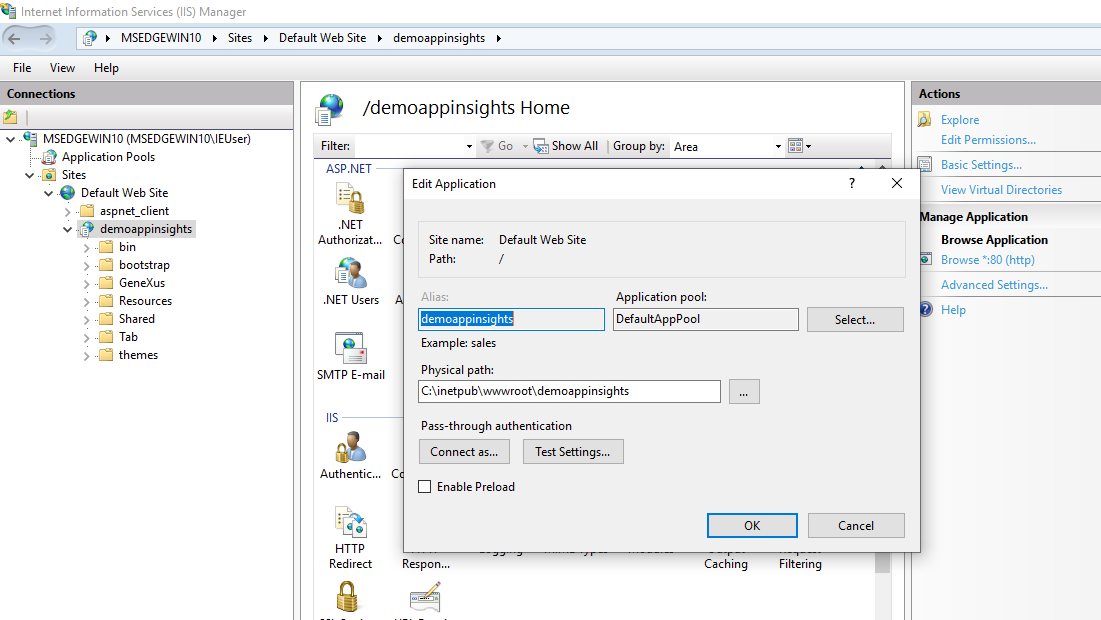 Internet Information Services (IIS) Manager
MSEDGEWIN10 Sites Default Web Site demoappinsights
File View Help
Connections
MSEDGEWIN10 (MSEDGEWIN10\IEUser)
Application Pools
Sites
Default Web Site
aspnet_client
demoappinsights
bin
bootstrap
GeneXus
Resources
Shared
Tab
themes
/demoappinsights Home
Filter: Go Show All Group by: Area
ASP.NET
.NET
Authorizat...
.NET Users
SMTP E-mail
IIS
Authentic...
HTTP
Redirect
Respon...
Logging
Caching
Request
Filtering
Edit Application
?
Site name: Default Web Site
Path: /
Alias:
demoappinsights
Example: sales
Application pool:
DefaultAppPool
Select...
Physical path:
C:\inetpub\wwwroot\demoappinsights
...
Pass-through authentication
Connect as...
Test Settings...
Enable Preload
OK
Cancel
Actions
Explore
Edit Permissions...
Basic Settings...
View Virtual Directories
Manage Application
Browse Application
Browse *:80 (http)
Advanced Settings...
Help